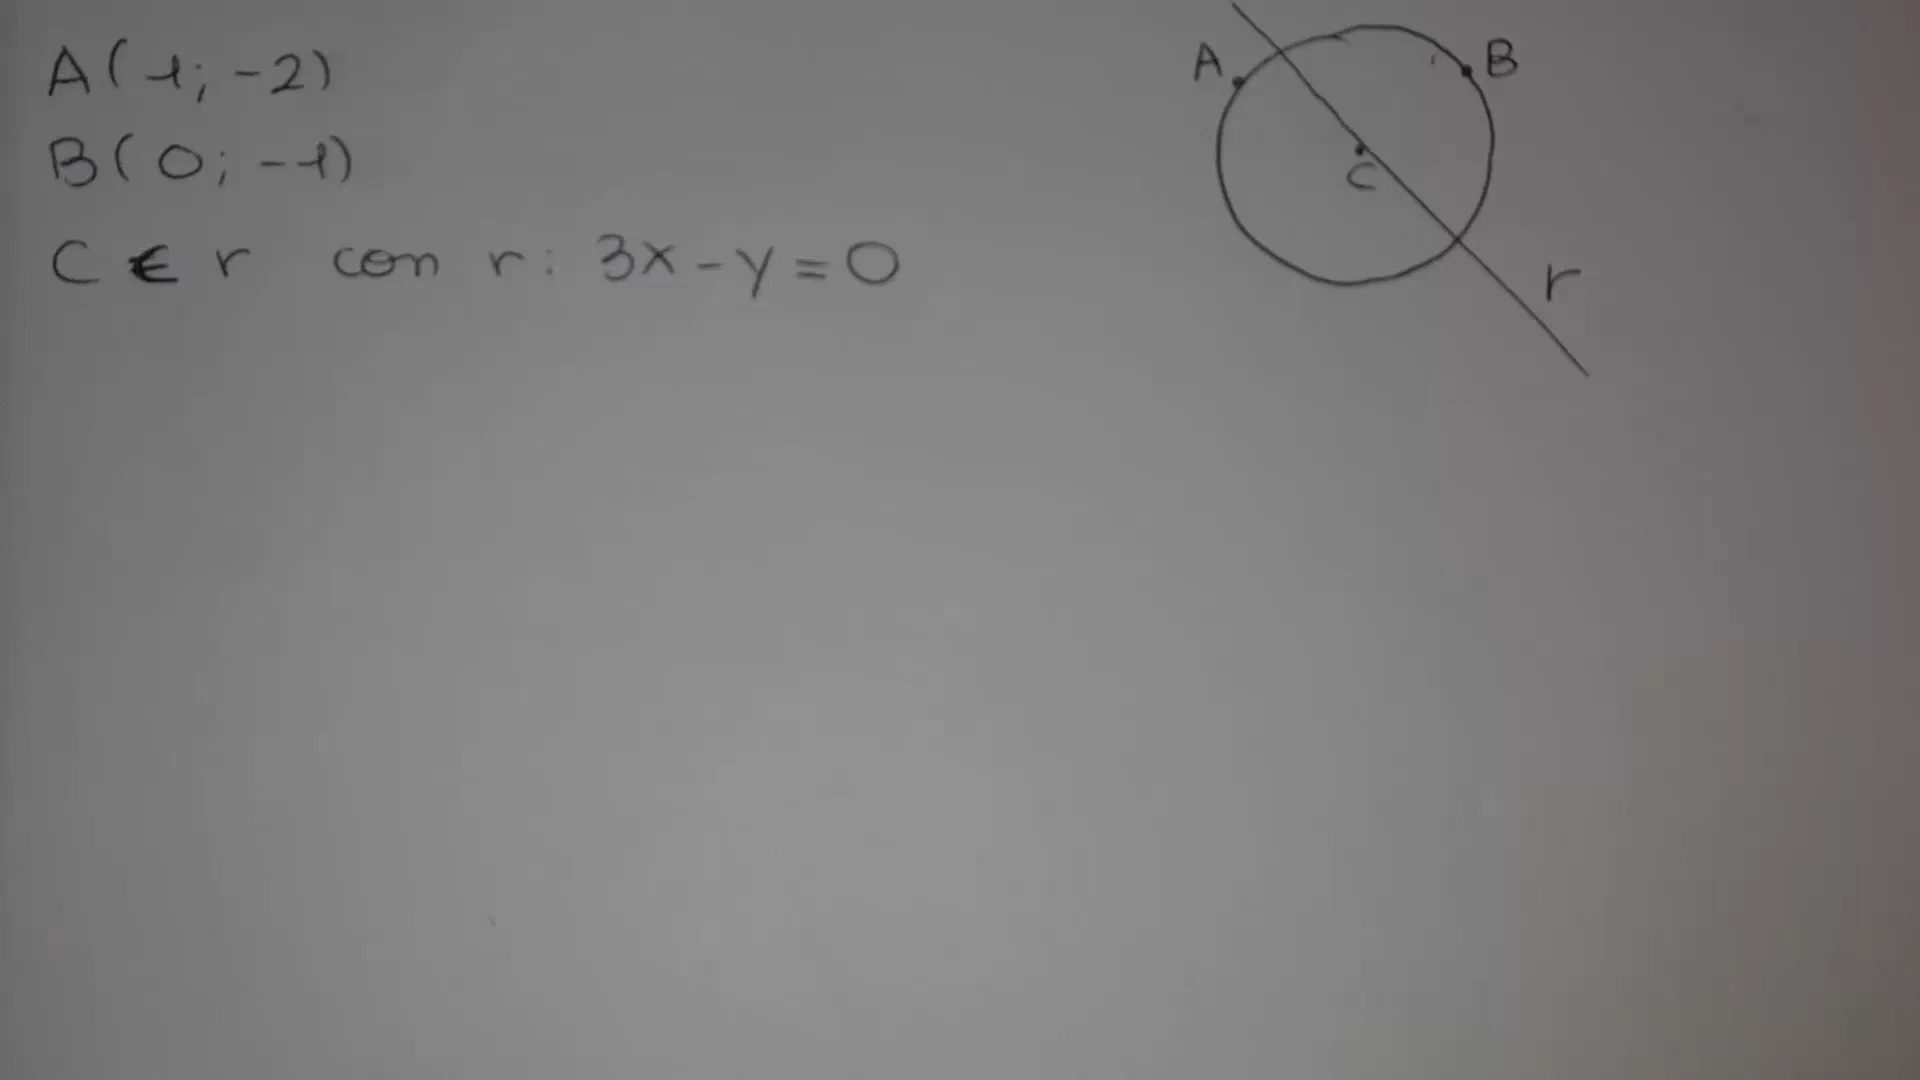 A(1; -2)
B(0; -1)
C ∈ r con r: 3x - y = 0
A
B
C
r